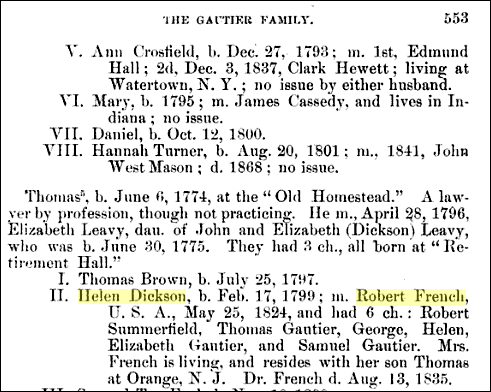 THE GAUTIER FAMILY. 553
V. Ann Crosfield, b. Dec. 27, 1793; m. 1st, Edmund
Hall; 2d, Dec. 3, 1837, Clark Hewett; living at
Watertown, N. Y.; no issue by either husband.
VI. Mary, b. 1795; m. James Cassedy, and lives in In-
diana; no issue.
VII. Daniel, b. Oct. 12, 1800.
VIII. Hannah Turner, b. Aug. 20, 1801; m., 1841, John
West Mason; d. 1868; no issue.
Thomas⁵, b. June 6, 1774, at the "Old Homestead." A law-
yer by profession, though not practicing. He m., April 28, 1796,
Elizabeth Leavy, dau. of John and Elizabeth (Dickson) Leavy,
who was b. June 30, 1775. They had 3 ch., all born at "Re-
tirement Hall."
I. Thomas Brown, b. July 25, 1797.
II. Helen Dickson, b. Feb. 17, 1799; m. Robert French,
U. S. A., May 25, 1824, and had 6 ch.: Robert
Summerfield, Thomas Gautier, George, Helen,
Elizabeth Gautier, and Samuel Gautier. Mrs.
French is living, and resides with her son Thomas
at Orange, N. J. Dr. French d. Aug. 13, 1835.